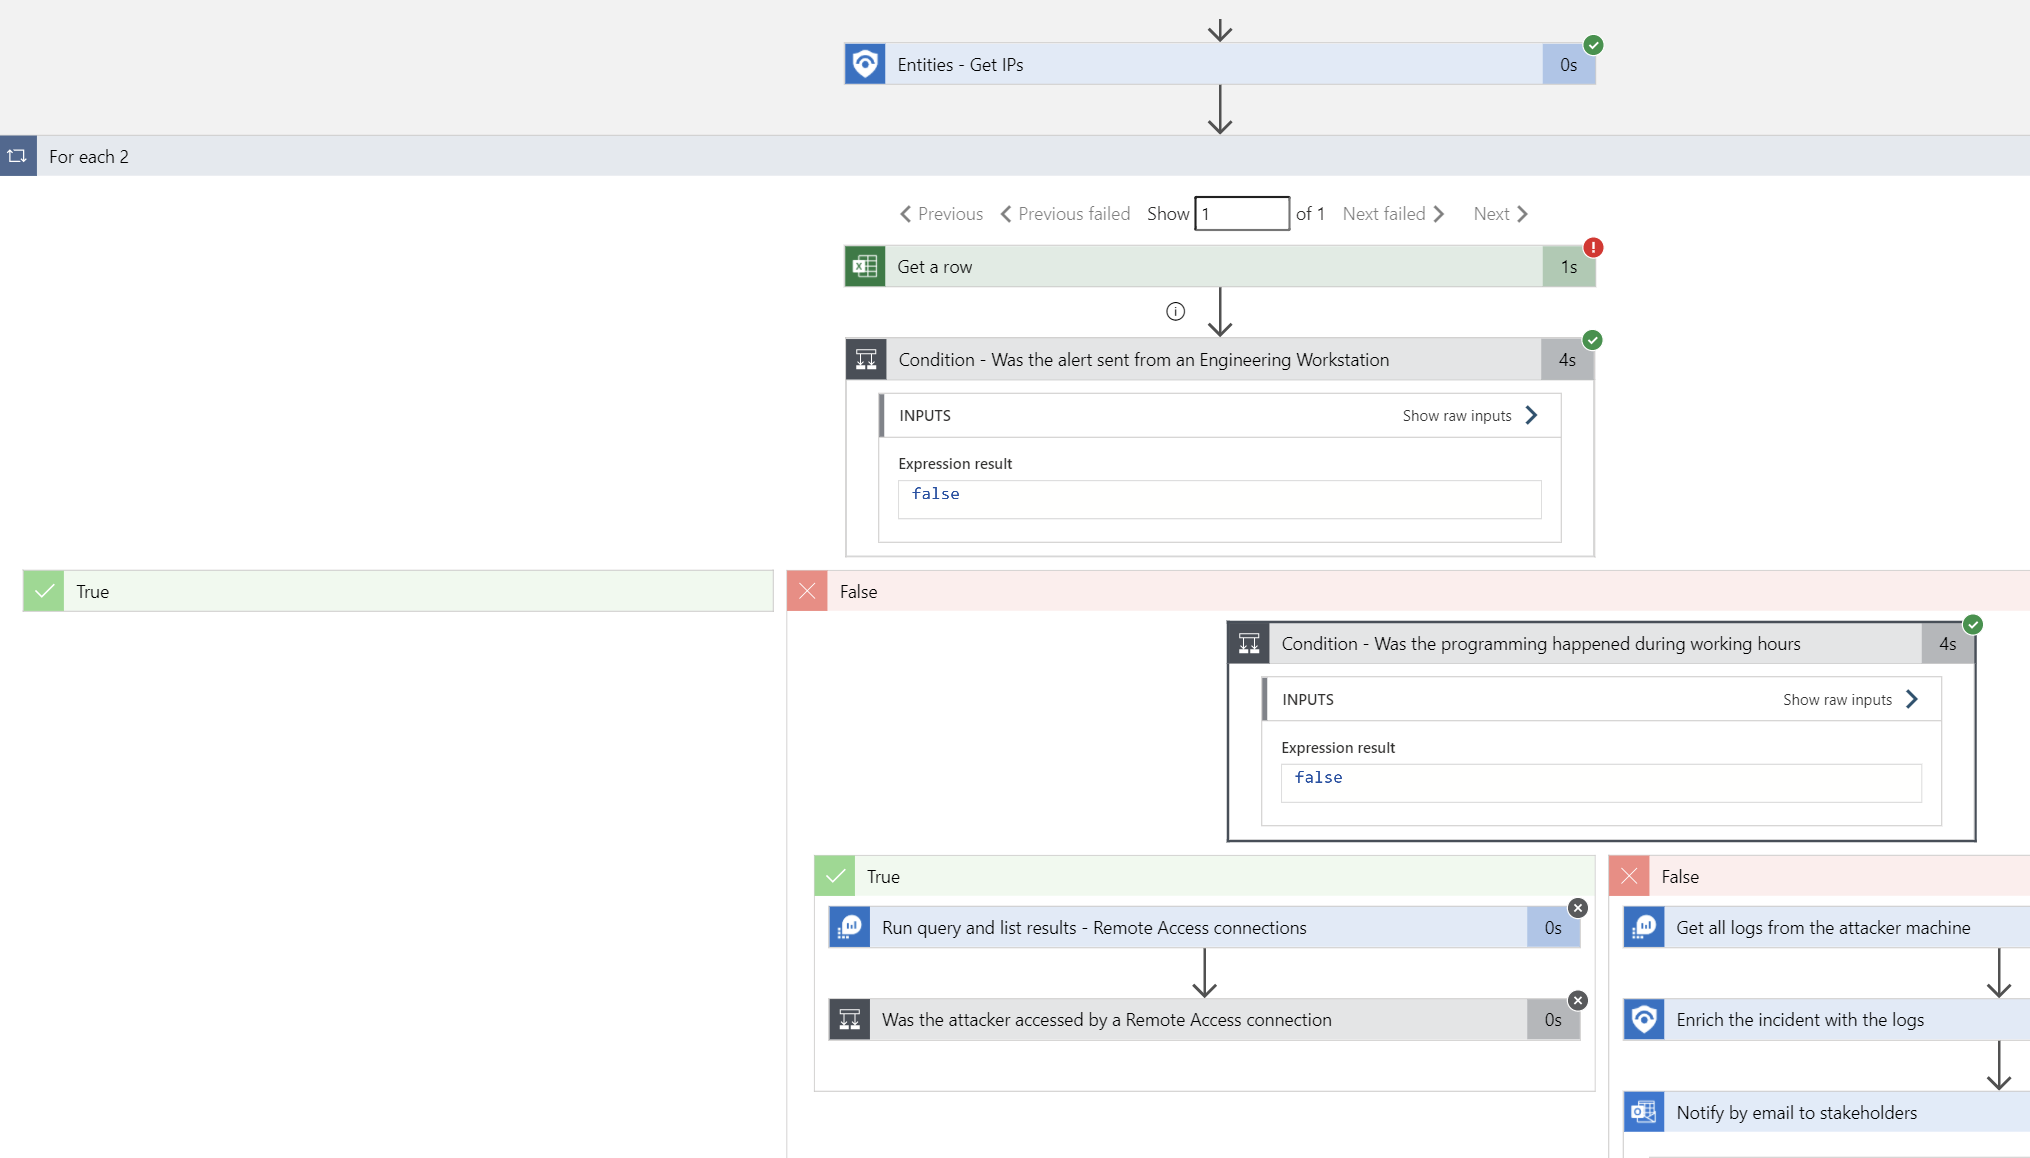 Entities - Get IPs
0s
For each 2
Previous Previous failed Show 1 of 1 Next failed Next
Get a row
1s
Condition - Was the alert sent from an Engineering Workstation
4s
INPUTS
Show raw inputs
Expression result
false
True
False
Condition - Was the programming happened during working hours
4s
INPUTS
Show raw inputs
Expression result
false
True
Run query and list results - Remote Access connections
0s
Was the attacker accessed by a Remote Access connection
0s
False
Get all logs from the attacker machine
Enrich the incident with the logs
Notify by email to stakeholders